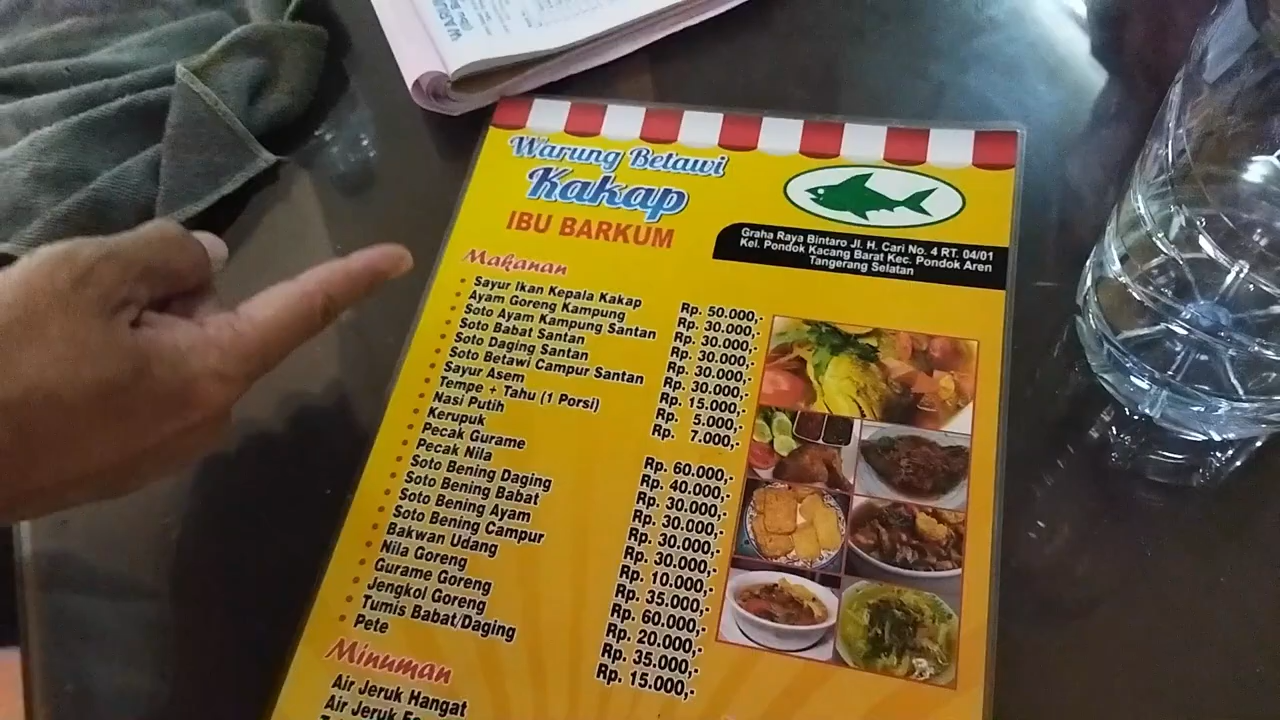 Warung Betawi
Kakap
IBU BARKUM
Graha Raya Bintaro Jl. H. Cari No. 4 RT. 04/01
Kel. Pondok Kacang Barat Kec. Pondok Aren
Tangerang Selatan
Makanan
Sayur Ikan Kepala Kakap
Ayam Goreng Kampung
Soto Ayam Kampung Santan
Soto Babat Santan
Soto Daging Santan
Soto Betawi Campur Santan
Sayur Asem
Tempe + Tahu (1 Porsi)
Nasi Putih
Kerupuk
Pecak Gurame
Pecak Nila
Soto Bening Daging
Soto Bening Babat
Soto Bening Ayam
Soto Bening Campur
Bakwan Udang
Nila Goreng
Gurame Goreng
Jengkol Goreng
Tumis Babat/Daging
Pete
Rp. 50.000,-
Rp. 30.000,-
Rp. 30.000,-
Rp. 30.000,-
Rp. 30.000,-
Rp. 15.000,-
Rp. 5.000,-
Rp. 7.000,-
Rp. 60.000,-
Rp. 40.000,-
Rp. 30.000,-
Rp. 30.000,-
Rp. 30.000,-
Rp. 30.000,-
Rp. 10.000,-
Rp. 35.000,-
Rp. 60.000,-
Rp. 20.000,-
Rp. 35.000,-
Rp. 15.000,-
Minuman
Air Jeruk Hangat
Air Jeruk